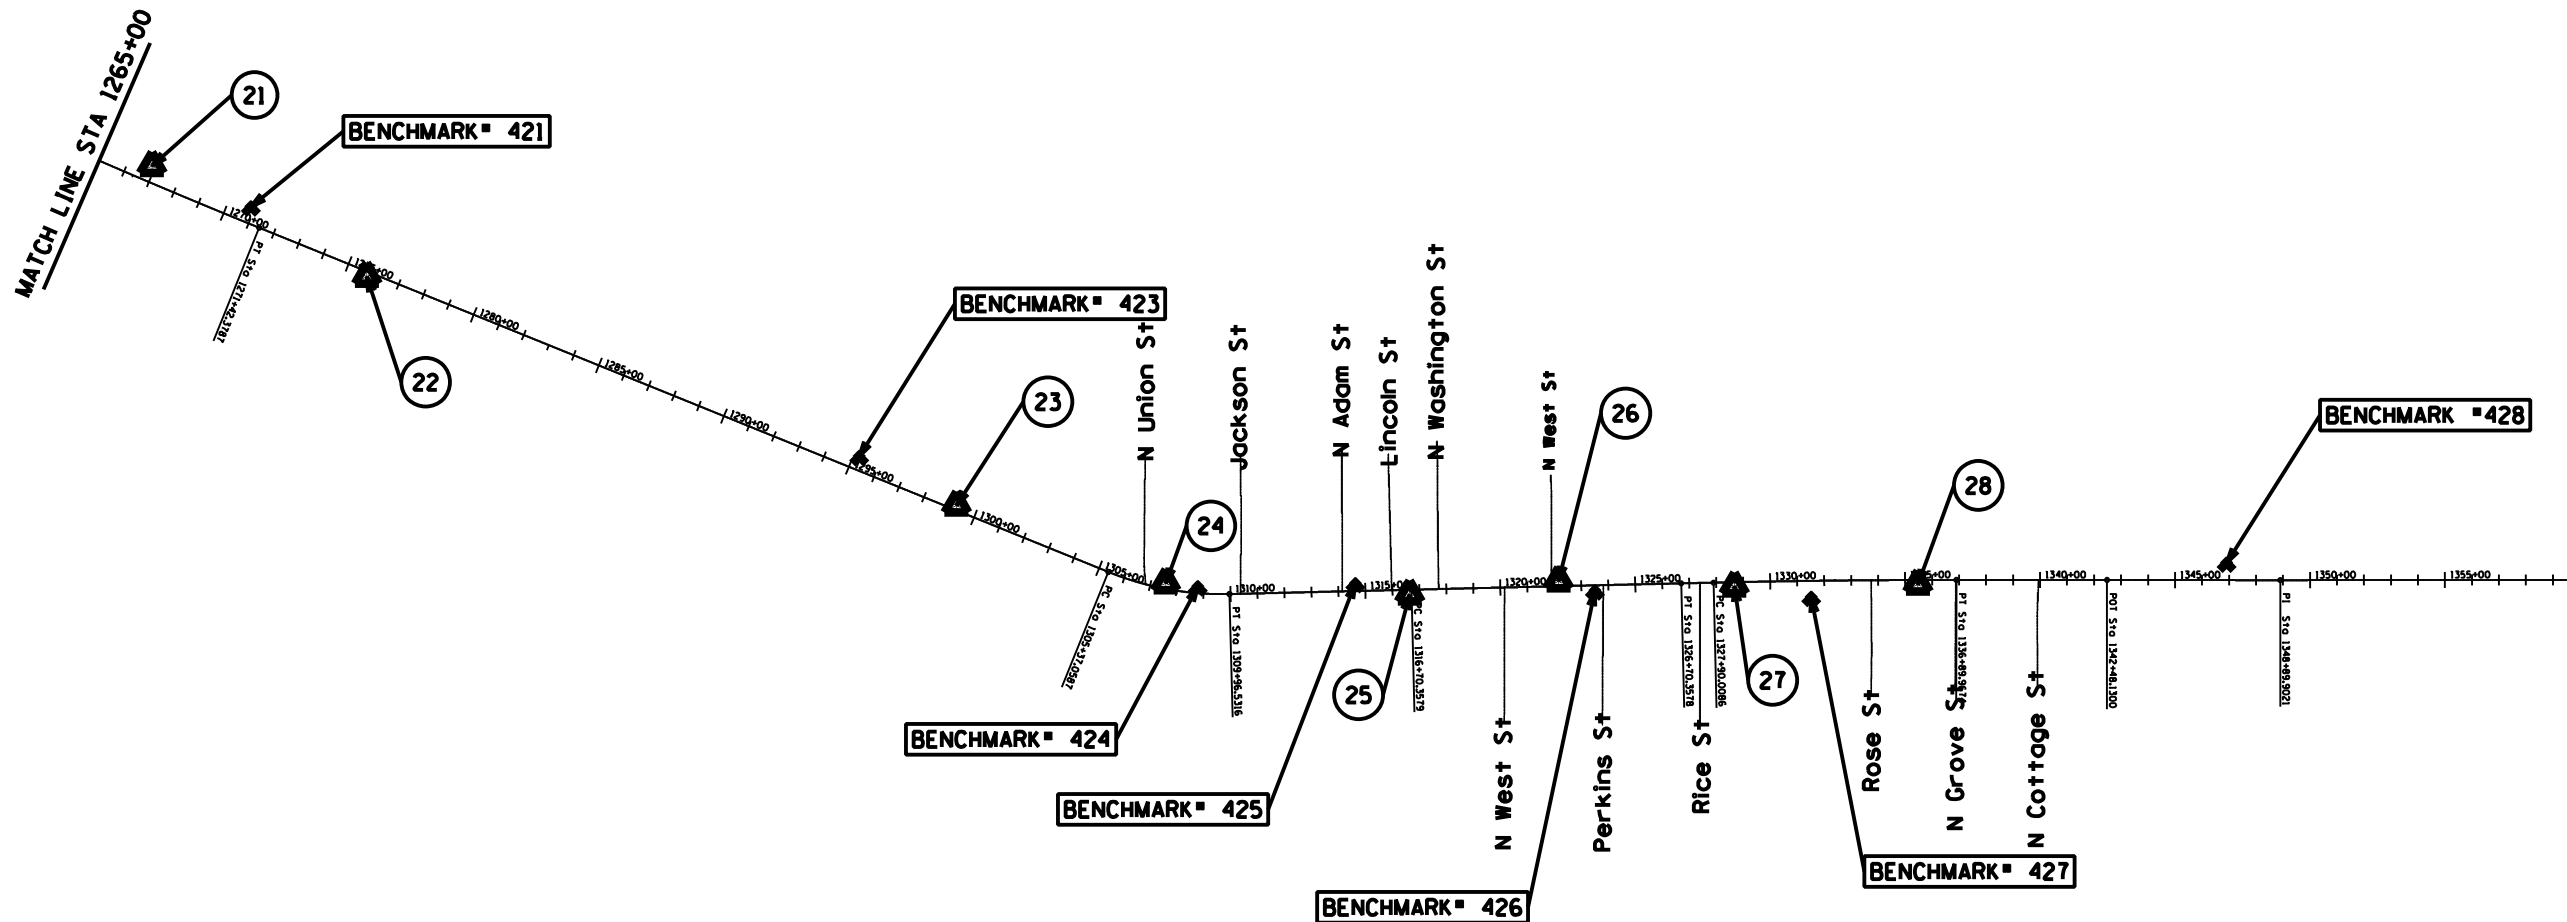 MATCH LINE STA 1265+00
21
BENCHMARK# 421
1270+00
PT Sta 1271+42.3787
22
1280+00
1285+00
1290+00
BENCHMARK# 423
1295+00
23
1300+00
1305+00
PC Sta 1305+37.0587
24
BENCHMARK# 424
N Union St
Jackson St
1310+00
PT Sta 1309+96.5316
N Adam St
BENCHMARK# 425
1315+00
Lincoln St
25
PC Sta 1316+70.3579
N Washington St
1320+00
N West St
N West St
26
BENCHMARK# 426
Perkins St
1325+00
PT Sta 1326+70.3578
Rice St
PC Sta 1327+90.0086
27
1330+00
BENCHMARK# 427
Rose St
28
N Grove St
N Cottage St
1340+00
POT Sta 1342+48.1300
1345+00
BENCHMARK #428
PI Sta 1348+89.9021
1350+00
1355+00